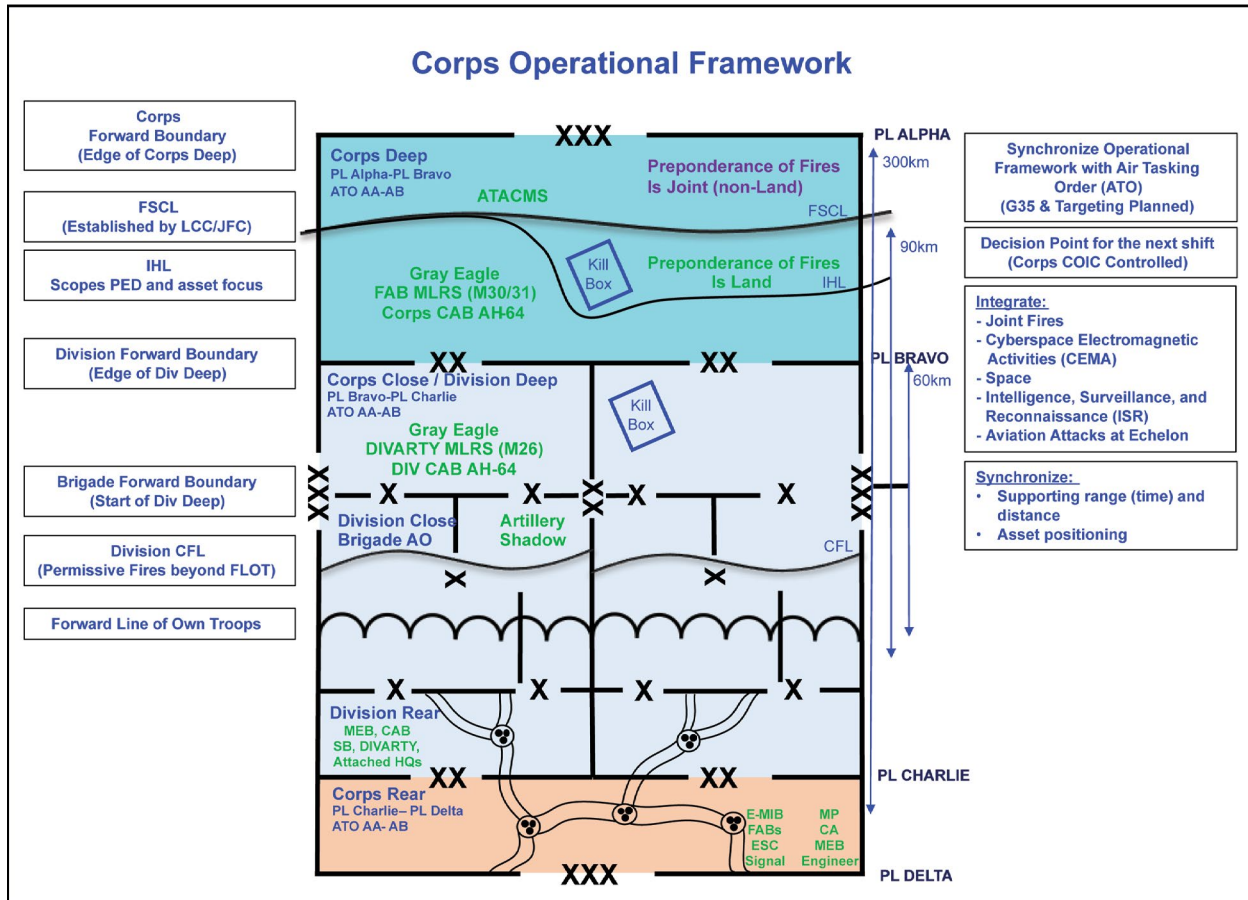 Corps Operational Framework
Corps
Forward Boundary
(Edge of Corps Deep)
FSCL
(Established by LCC/JFC)
IHL
Scopes PED and asset focus
Division Forward Boundary
(Edge of Div Deep)
Brigade Forward Boundary
(Start of Div Deep)
Division CFL
(Permissive Fires beyond FLOT)
Forward Line of Own Troops
XXX
PL ALPHA
Corps Deep
PL Alpha-PL Bravo
ATO AA-AB
ATACMS
Preponderance of Fires
Is Joint (non-Land)
FSCL
300km
90km
Gray Eagle
FAB MLRS (M30/31)
Corps CAB AH-64
Kill
Box
Preponderance of Fires
Is Land
IHL
XX
XX
PL BRAVO
60km
Corps Close / Division Deep
PL Bravo-PL Charlie
ATO AA-AB
Gray Eagle
DIVARTY MLRS (M26)
DIV CAB AH-64
Kill
Box
XXX
X
X
XX
X
X
XXX
Division Close
Brigade AO
Artillery
Shadow
CFL
X
X
X
X
X
X
Division Rear
MEB, CAB
SB, DIVARTY,
Attached HQs
XX
XX
PL CHARLIE
Corps Rear
PL Charlie– PL Delta
ATO AA- AB
E-MIB
FABs
ESC
Signal
MP
CA
MEB
Engineer
XXX
PL DELTA
Synchronize Operational
Framework with Air Tasking
Order (ATO)
(G35 & Targeting Planned)
Decision Point for the next shift
(Corps COIC Controlled)
Integrate:
- Joint Fires
- Cyberspace Electromagnetic
Activities (CEMA)
- Space
- Intelligence, Surveillance, and
Reconnaissance (ISR)
- Aviation Attacks at Echelon
Synchronize:
• Supporting range (time) and
distance
• Asset positioning